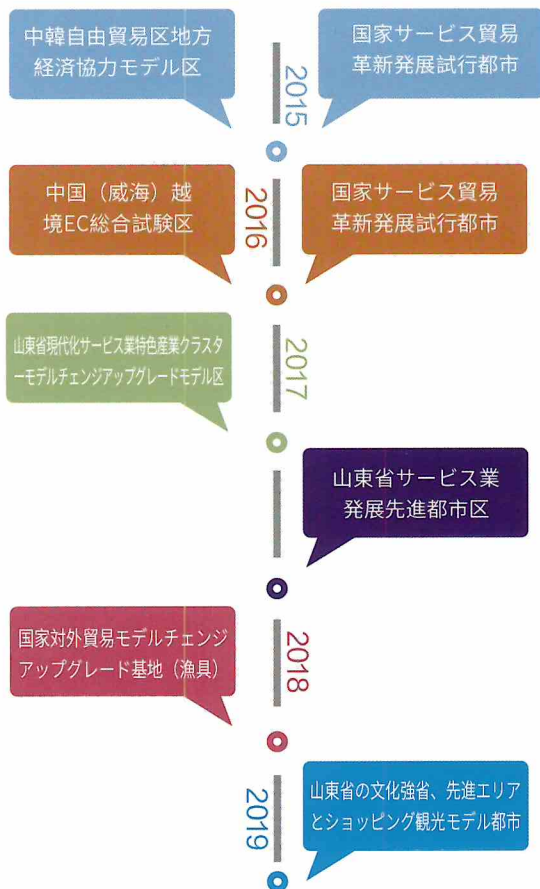 中韓自由貿易区地方
経済協力モデル区
2015
国家サービス貿易
革新発展試行都市
中国（威海）越
境EC総合試験区
2016
国家サービス貿易
革新発展試行都市
山東省現代化サービス業特色産業クラスタ
ーモデルチェンジアップグレードモデル区
2017
山東省サービス業
発展先進都市区
国家対外貿易モデルチェンジ
アップグレード基地（漁具）
2018
山東省の文化強省、先進エリア
とショッピング観光モデル都市
2019